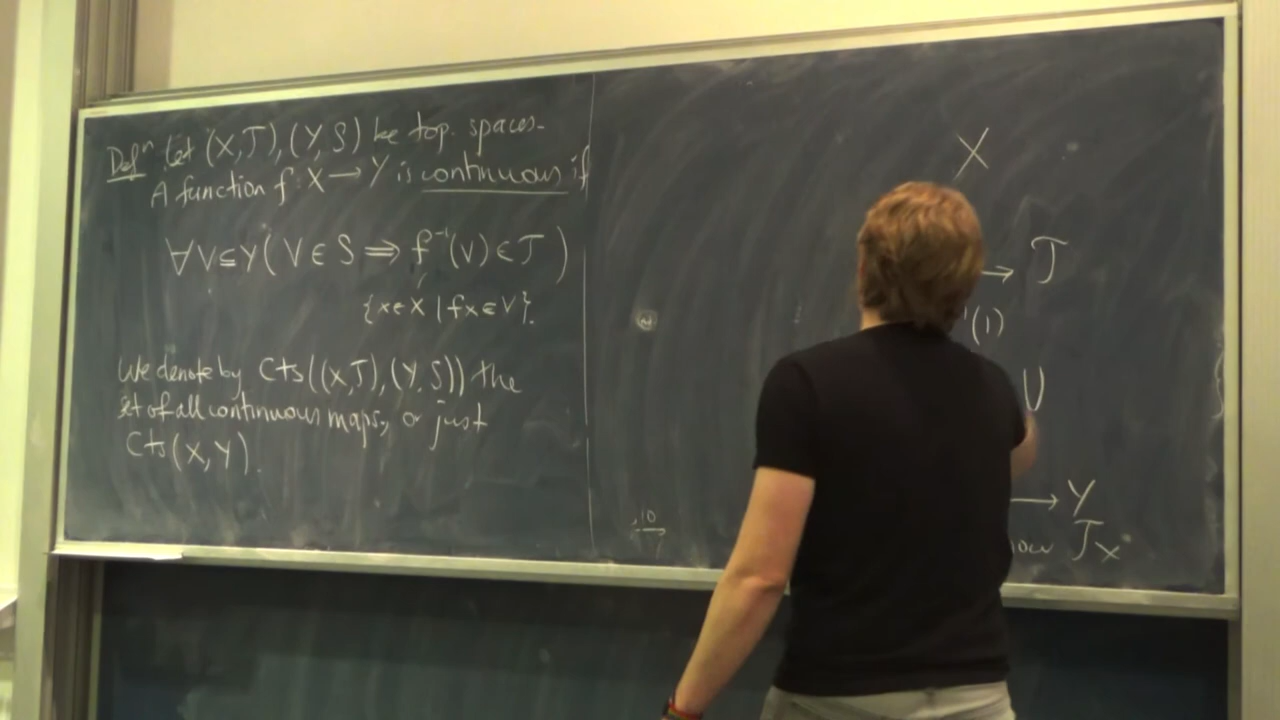 Defⁿ Let (X,T), (Y,S) be top. spaces.
A function f: X → Y is continuous if
∀V⊆Y(V∈S ⟹ f⁻¹(V)∈T)
{x∈X | fx∈V}.
We denote by Cts((X,T),(Y,S)) the
set of all continuous maps, or just
Cts(X,Y).
X
→ T
(1)
U
→ Y
T_X
10